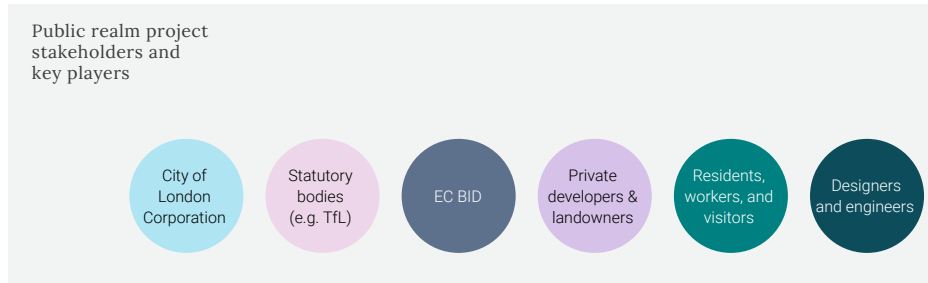 Public realm project
stakeholders and
key players
City of
London
Corporation
Statutory
bodies
(e.g. TfL)
EC BID
Private
developers &
landowners
Residents,
workers, and
visitors
Designers
and engineers